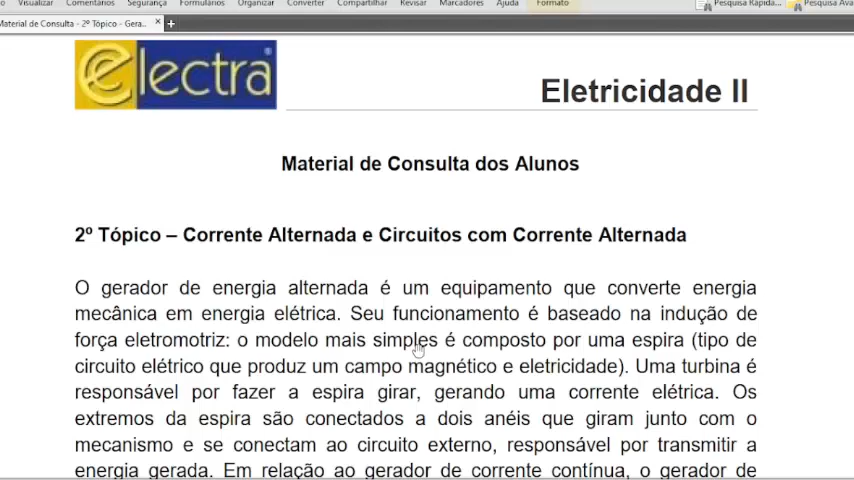 Visualizar Comentários Segurança Formulários Organizar Converter Compartilhar Revisar Marcadores Ajuda Formato Pesquisa Rápida... Pesquisa Ava
Material de Consulta - 2º Tópico - Gera.. × +
electra
Eletricidade II
Material de Consulta dos Alunos
2º Tópico – Corrente Alternada e Circuitos com Corrente Alternada
O gerador de energia alternada é um equipamento que converte energia
mecânica em energia elétrica. Seu funcionamento é baseado na indução de
força eletromotriz: o modelo mais simples é composto por uma espira (tipo de
circuito elétrico que produz um campo magnético e eletricidade). Uma turbina é
responsável por fazer a espira girar, gerando uma corrente elétrica. Os
extremos da espira são conectados a dois anéis que giram junto com o
mecanismo e se conectam ao circuito externo, responsável por transmitir a
energia gerada. Em relação ao gerador de corrente contínua, o gerador de